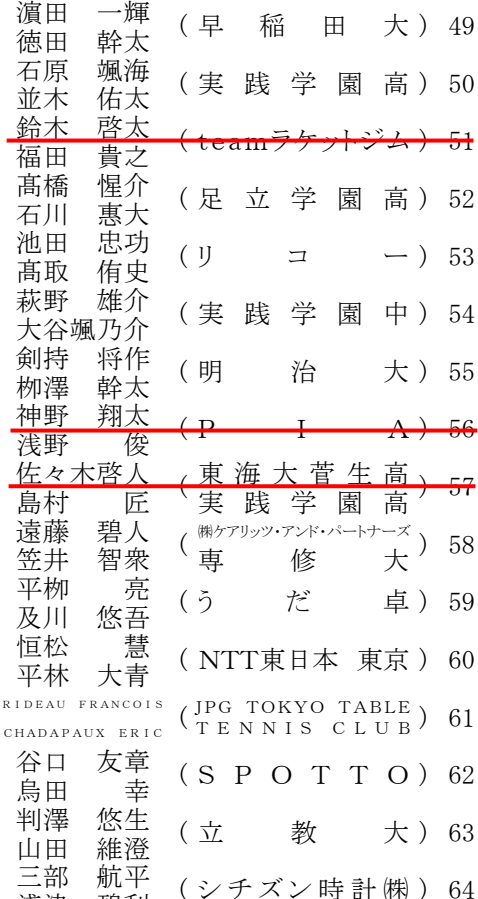 濵田 一輝
徳田 幹太
(早稲田大) 49
石原 颯海
並木 佑太
(実践学園高) 50
鈴木 啓太
福田 貴之
(teamラケットジム) 51
髙橋 惺介
石川 惠大
(足立学園高) 52
池田 忠功
髙取 侑史
(リコー) 53
萩野 雄介
大谷颯乃介
(実践学園中) 54
剣持 将作
栁澤 幹太
(明治大) 55
神野 翔太
浅野 俊
(PIA) 56
佐々木啓人
島村 匠
(東海大菅生高
実践学園高) 57
遠藤 碧人
笠井 智衆
(㈱ケアリッツ・アンド・パートナーズ
専修大) 58
平栁 亮
及川 悠吾
(うだ卓) 59
恒松 慧
平林 大青
(NTT東日本 東京) 60
RIDEAU FRANCOIS
CHADAPAUX ERIC
(JPG TOKYO TABLE
TENNIS CLUB) 61
谷口 友章
烏田 幸
(SPOTTO) 62
判澤 悠生
山田 維澄
(立教大) 63
三部 航平
(シチズン時計㈱) 64